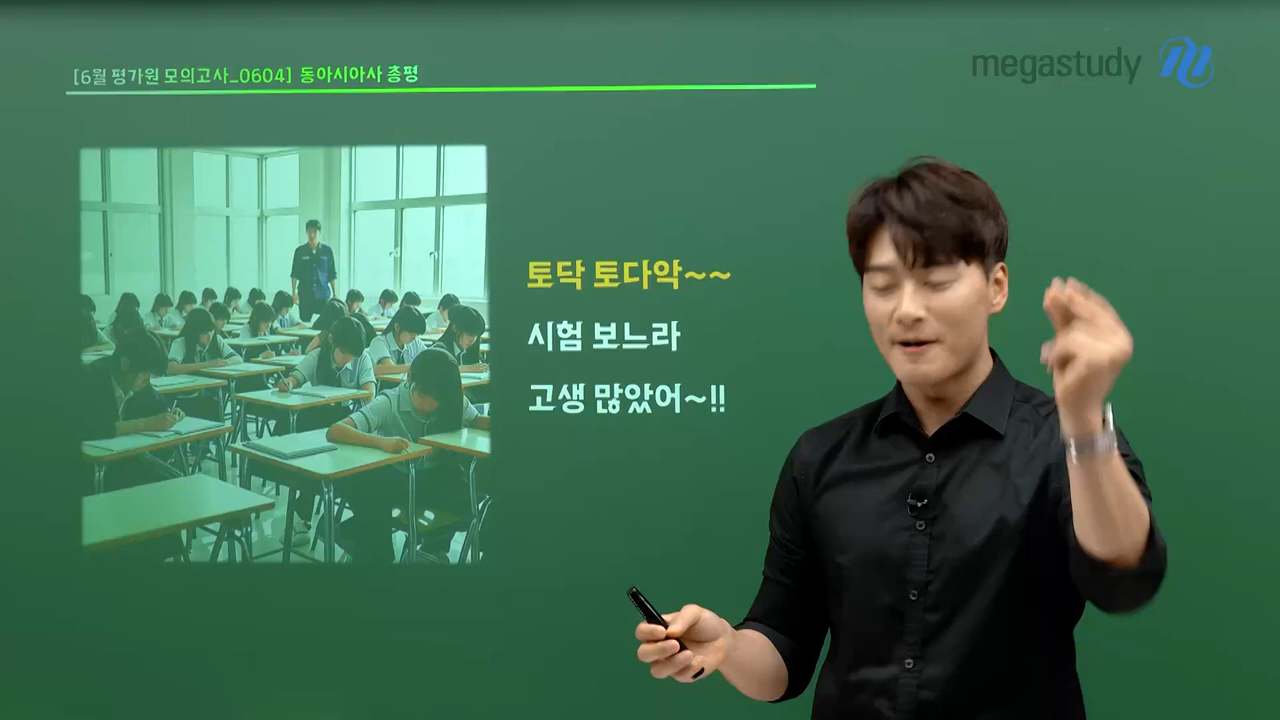 [6월 평가원 모의고사_0604] 동아시아사 총평
megastudy
토닥 토다악~~
시험 보느라
고생 많았어~!!